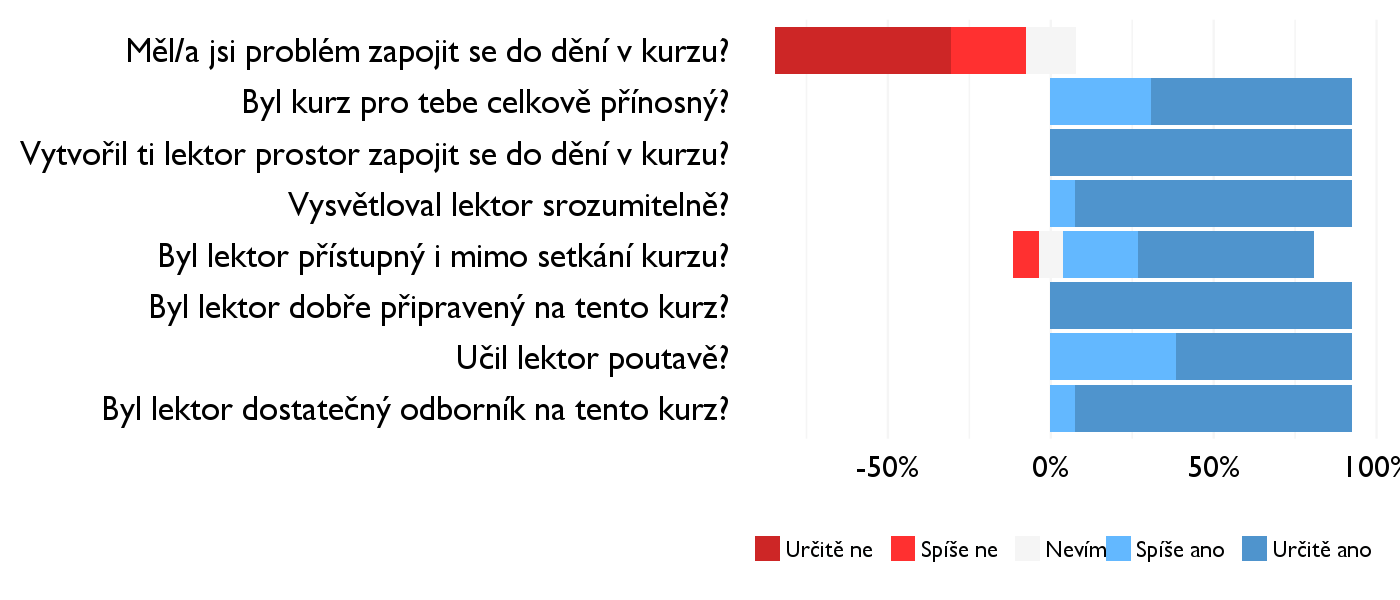 Měl/a jsi problém zapojit se do dění v kurzu?
Byl kurz pro tebe celkově přínosný?
Vytvořil ti lektor prostor zapojit se do dění v kurzu?
Vysvětloval lektor srozumitelně?
Byl lektor přístupný i mimo setkání kurzu?
Byl lektor dobře připravený na tento kurz?
Učil lektor poutavě?
Byl lektor dostatečný odborník na tento kurz?
-50% 0% 50% 100%
Určitě ne Spíše ne Nevím Spíše ano Určitě ano